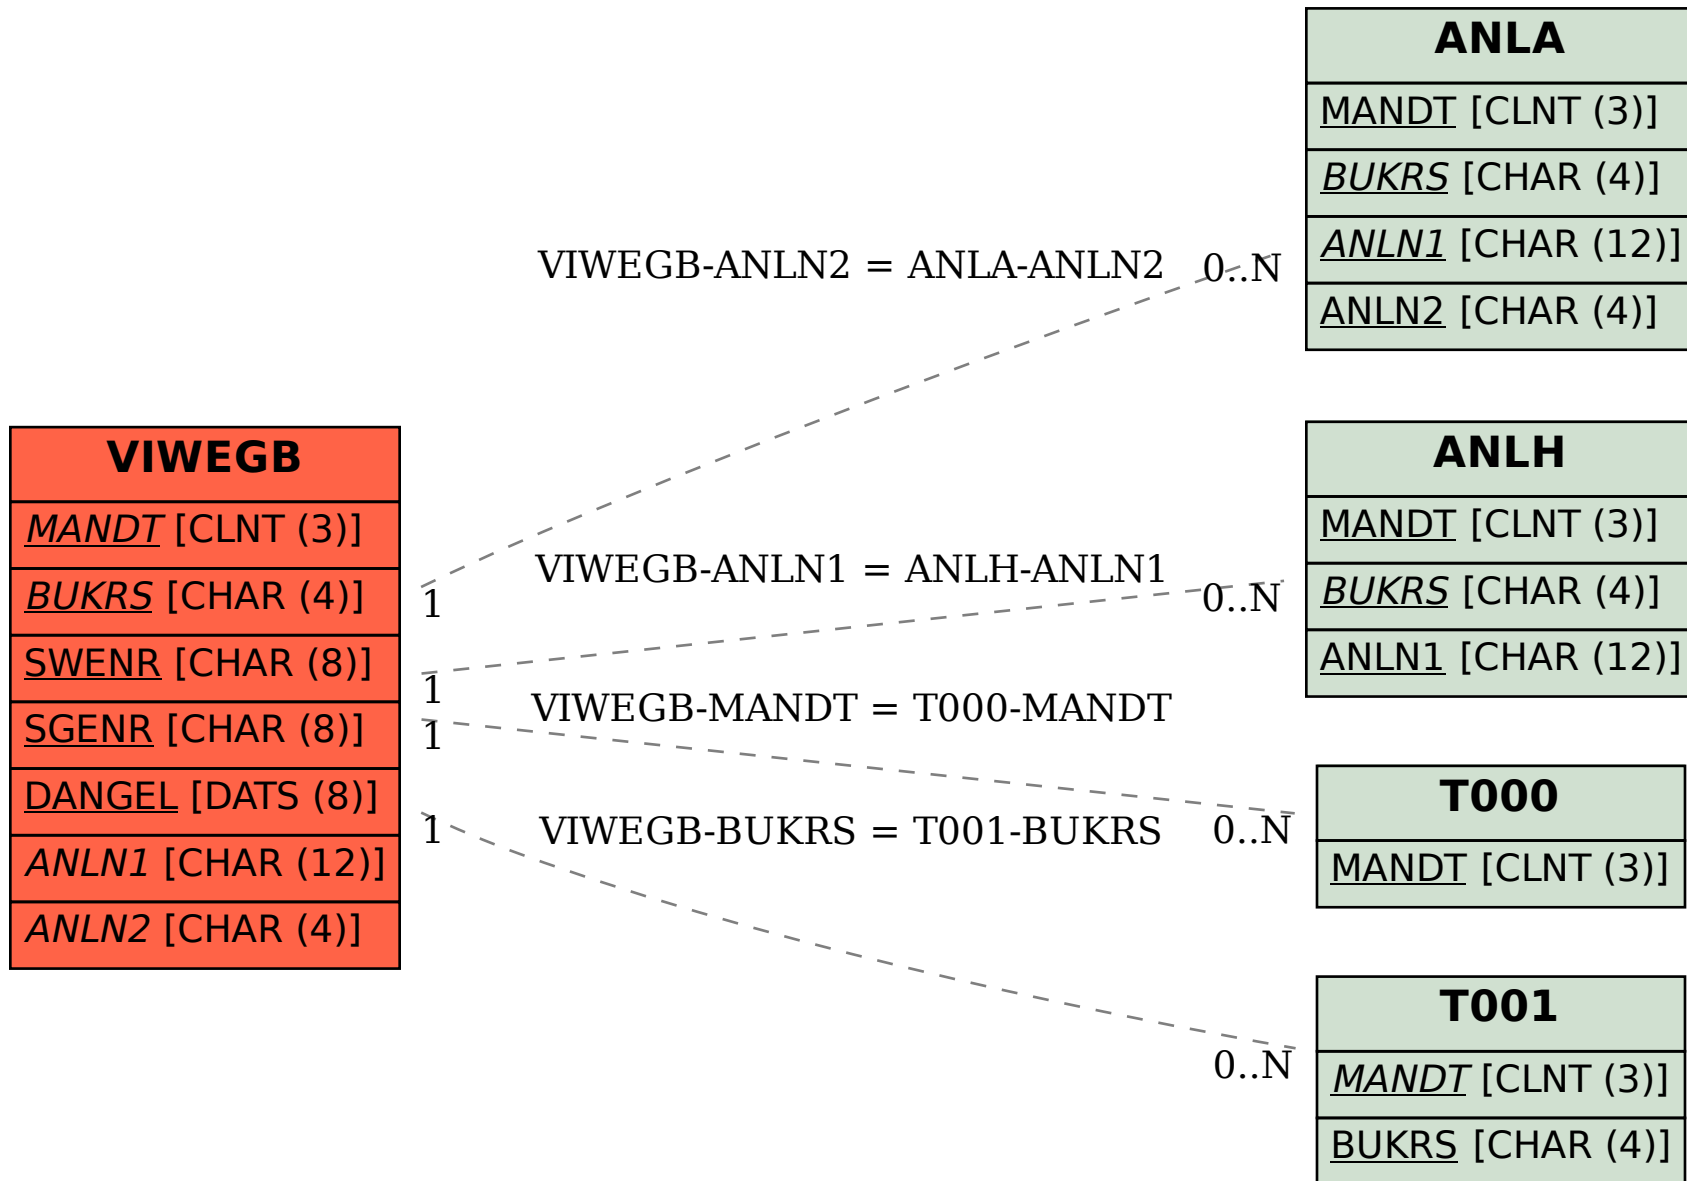 VIWEGB
MANDT [CLNT (3)]
BUKRS [CHAR (4)]
SWENR [CHAR (8)]
SGENR [CHAR (8)]
DANGEL [DATS (8)]
ANLN1 [CHAR (12)]
ANLN2 [CHAR (4)]
VIWEGB-ANLN2 = ANLA-ANLN2
0..N
1
VIWEGB-ANLN1 = ANLH-ANLN1
0..N
1
VIWEGB-MANDT = T000-MANDT
1
0..N
VIWEGB-BUKRS = T001-BUKRS
1
0..N
ANLA
MANDT [CLNT (3)]
BUKRS [CHAR (4)]
ANLN1 [CHAR (12)]
ANLN2 [CHAR (4)]
ANLH
MANDT [CLNT (3)]
BUKRS [CHAR (4)]
ANLN1 [CHAR (12)]
T000
MANDT [CLNT (3)]
T001
MANDT [CLNT (3)]
BUKRS [CHAR (4)]